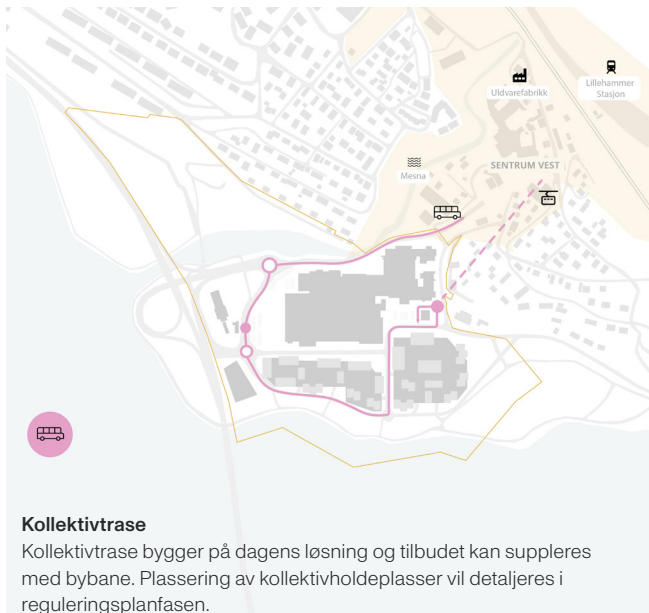 Uldvarefabrikk
Lillehammer
Stasjon
SENTRUM VEST
Mesna
Kollektivtrase
Kollektivtrase bygger på dagens løsning og tilbudet kan suppleres
med bybane. Plassering av kollektivholdeplasser vil detaljeres i
reguleringsplanfasen.